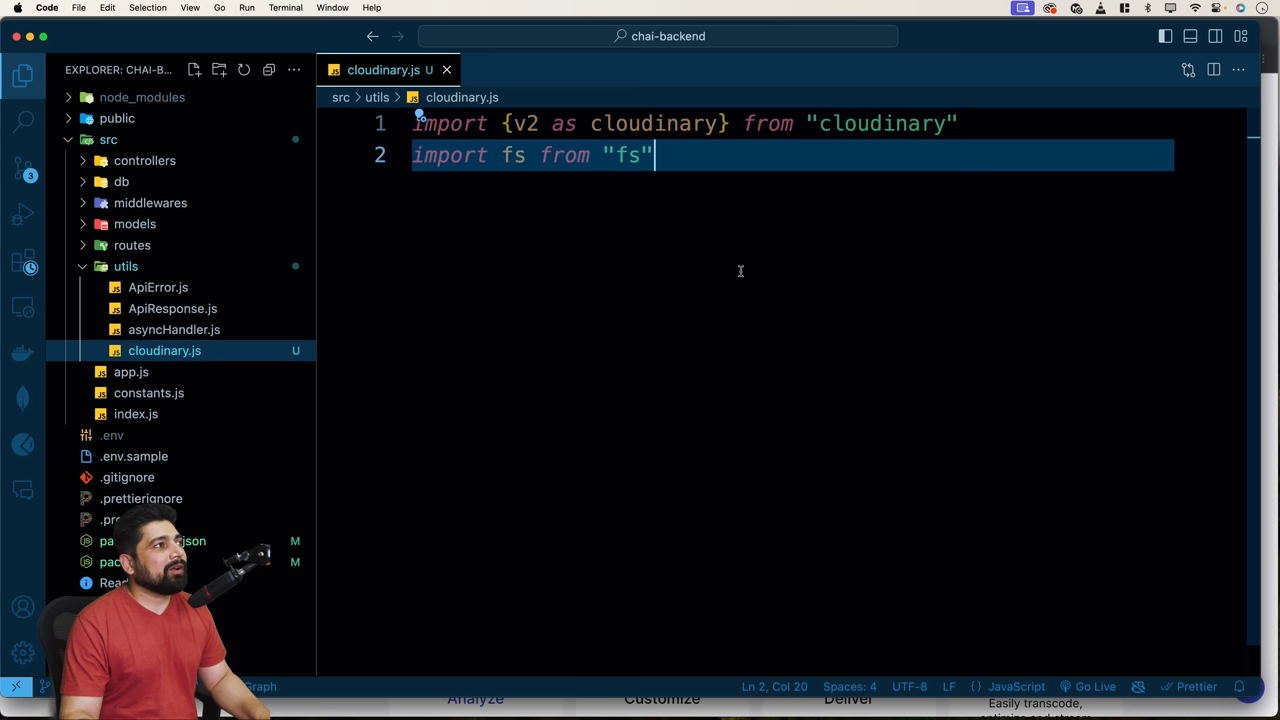 Code File Edit Selection View Go Run Terminal Window Help
chai-backend
EXPLORER: CHAI-B...
cloudinary.js U
node_modules
src > utils > cloudinary.js
public
src
controllers
db
middlewares
models
routes
utils
ApiError.js
ApiResponse.js
asyncHandler.js
cloudinary.js U
app.js
constants.js
index.js
.env
.env.sample
.gitignore
.prettierignore
M
M
1 import {v2 as cloudinary} from "cloudinary"
2 import fs from "fs"
3
Graph
Ln 2, Col 20 Spaces: 4 UTF-8 LF {} JavaScript Go Live Prettier
Analyze
Customize
Deliver
Easily transcode,